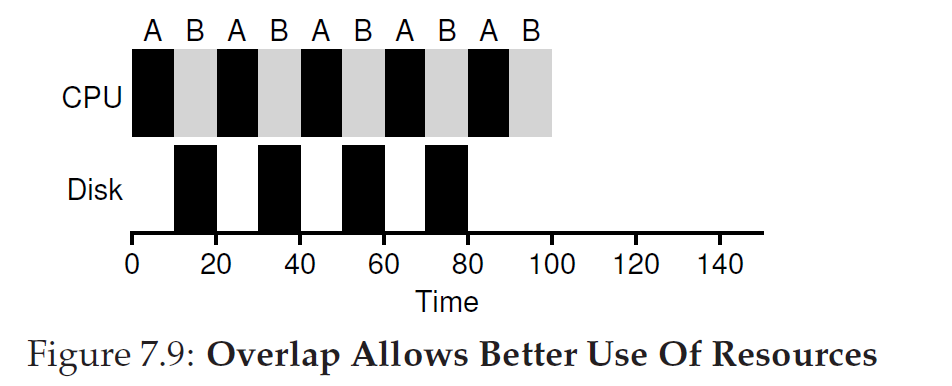 A B A B A B A B A B
CPU
Disk
0 20 40 60 80 100 120 140
Time
Figure 7.9: Overlap Allows Better Use Of Resources